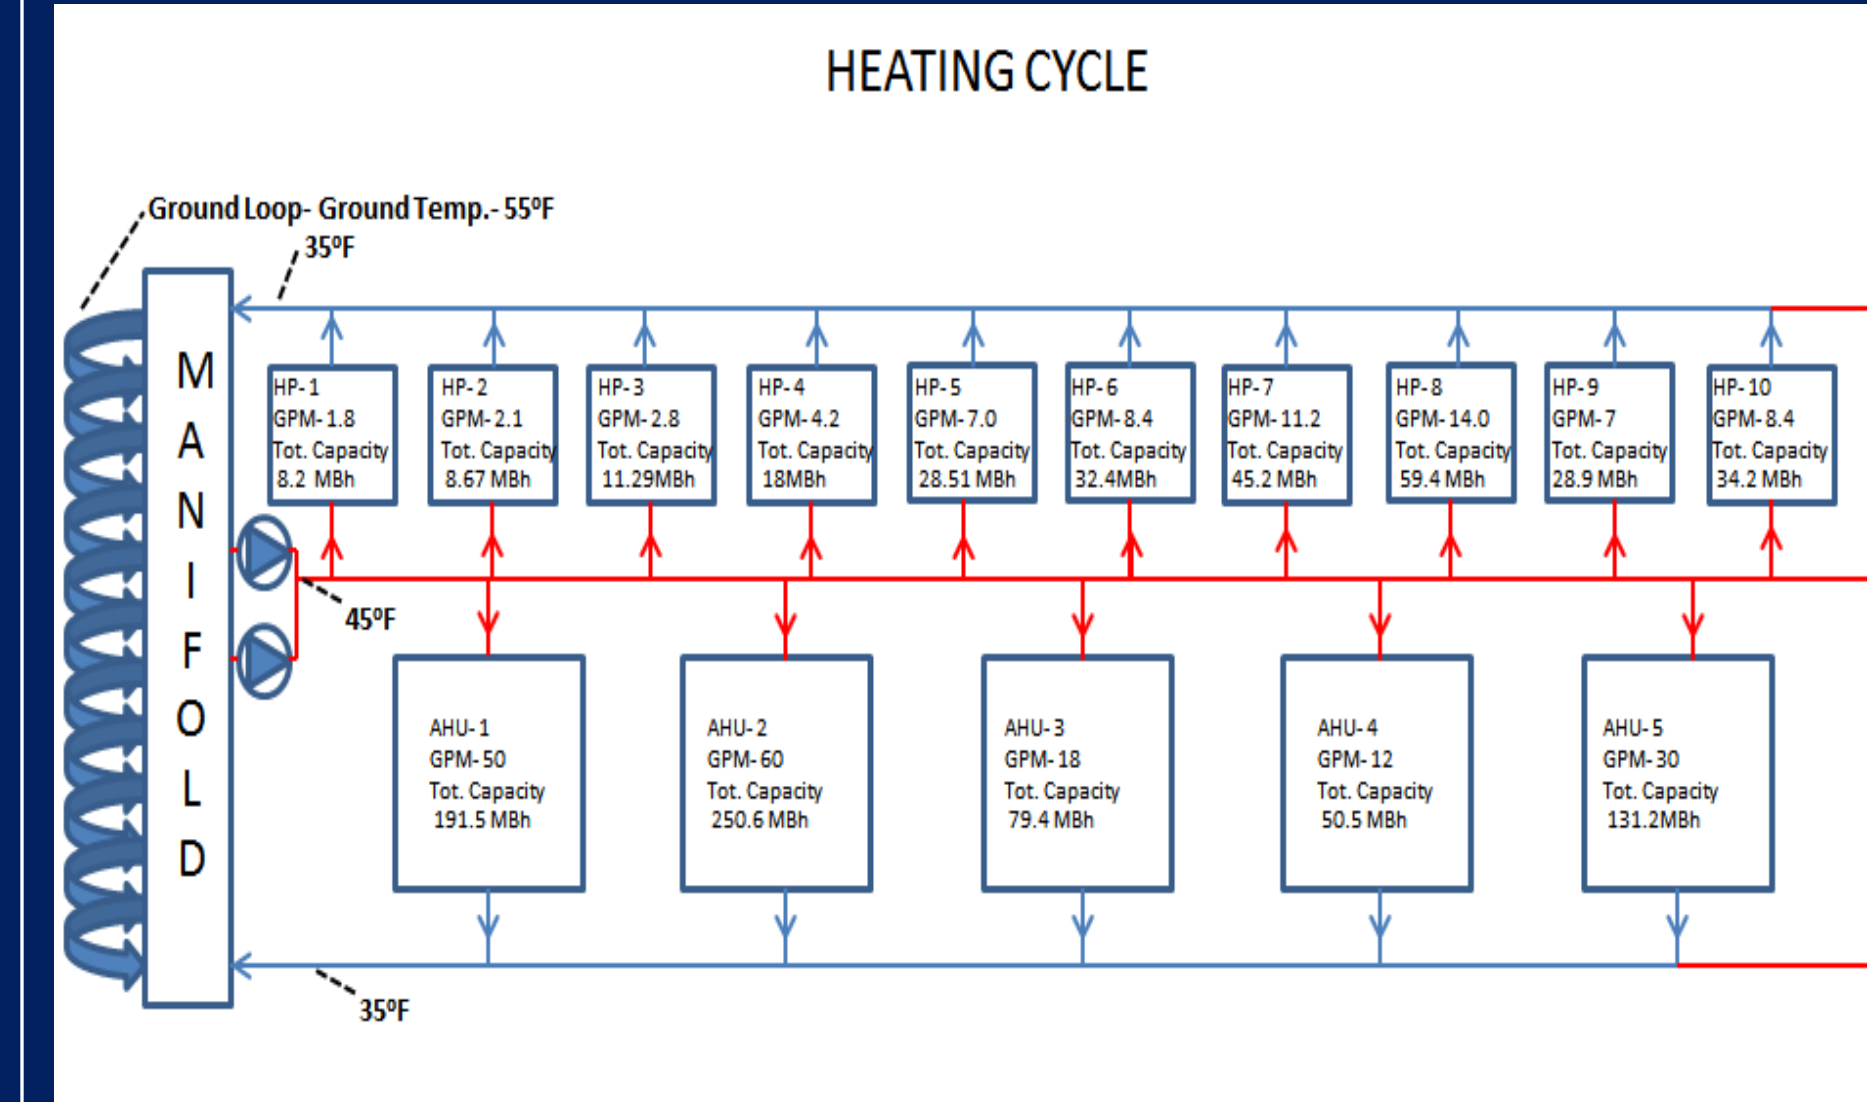 HEATING CYCLE
Ground Loop- Ground Temp.- 55ºF
35ºF
M
A
N
I
F
O
L
D
HP-1
GPM-1.8
Tot. Capacity
8.2 MBh
HP-2
GPM-2.1
Tot. Capacity
8.67 MBh
HP-3
GPM-2.8
Tot. Capacity
11.29MBh
HP-4
GPM-4.2
Tot. Capacity
18MBh
HP-5
GPM-7.0
Tot. Capacity
28.51 MBh
HP-6
GPM-8.4
Tot. Capacity
32.4MBh
HP-7
GPM-11.2
Tot. Capacity
45.2 MBh
HP-8
GPM-14.0
Tot. Capacity
59.4 MBh
HP-9
GPM-7
Tot. Capacity
28.9 MBh
HP-10
GPM-8.4
Tot. Capacity
34.2 MBh
45ºF
AHU-1
GPM-50
Tot. Capacity
191.5 MBh
AHU-2
GPM-60
Tot. Capacity
250.6 MBh
AHU-3
GPM-18
Tot. Capacity
79.4 MBh
AHU-4
GPM-12
Tot. Capacity
50.5 MBh
AHU-5
GPM-30
Tot. Capacity
131.2MBh
35ºF